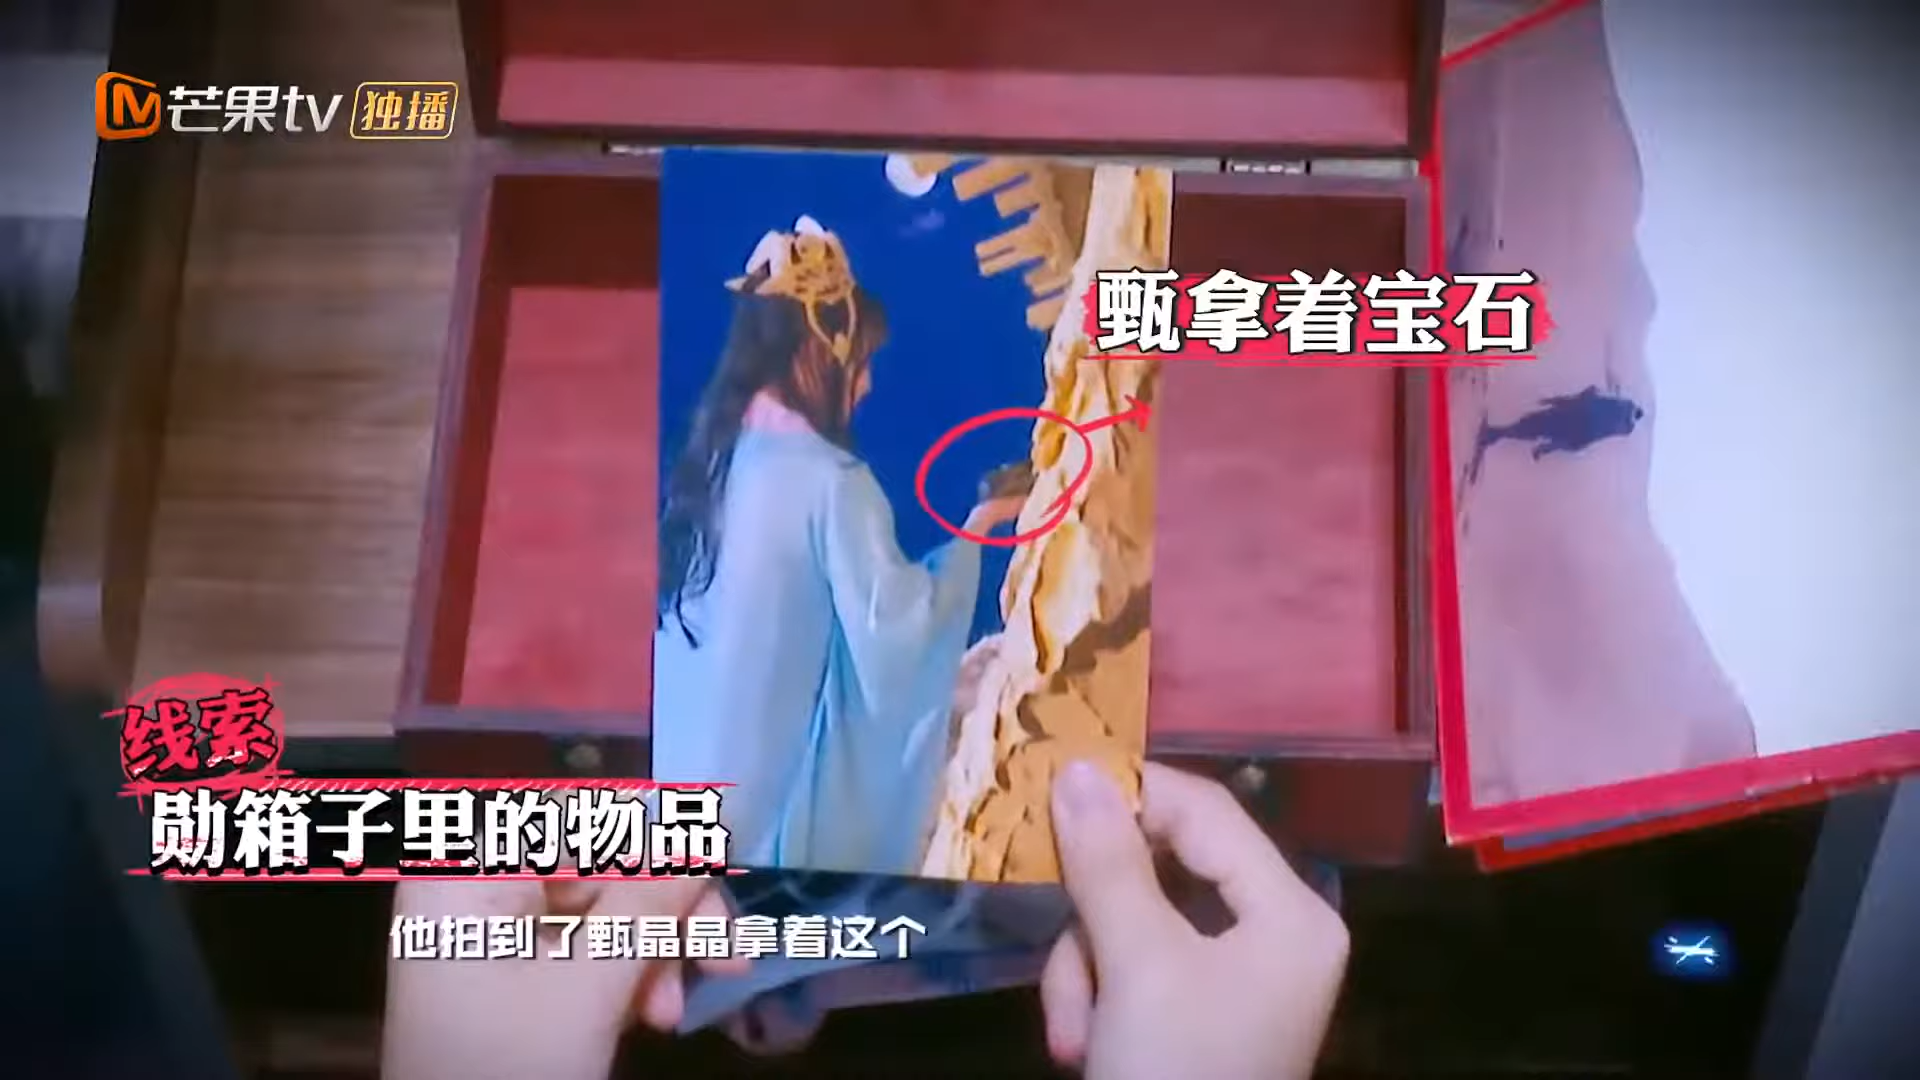 芒果tv 独播
甄拿着宝石
线索
勋箱子里的物品
他拍到了甄晶晶拿着这个